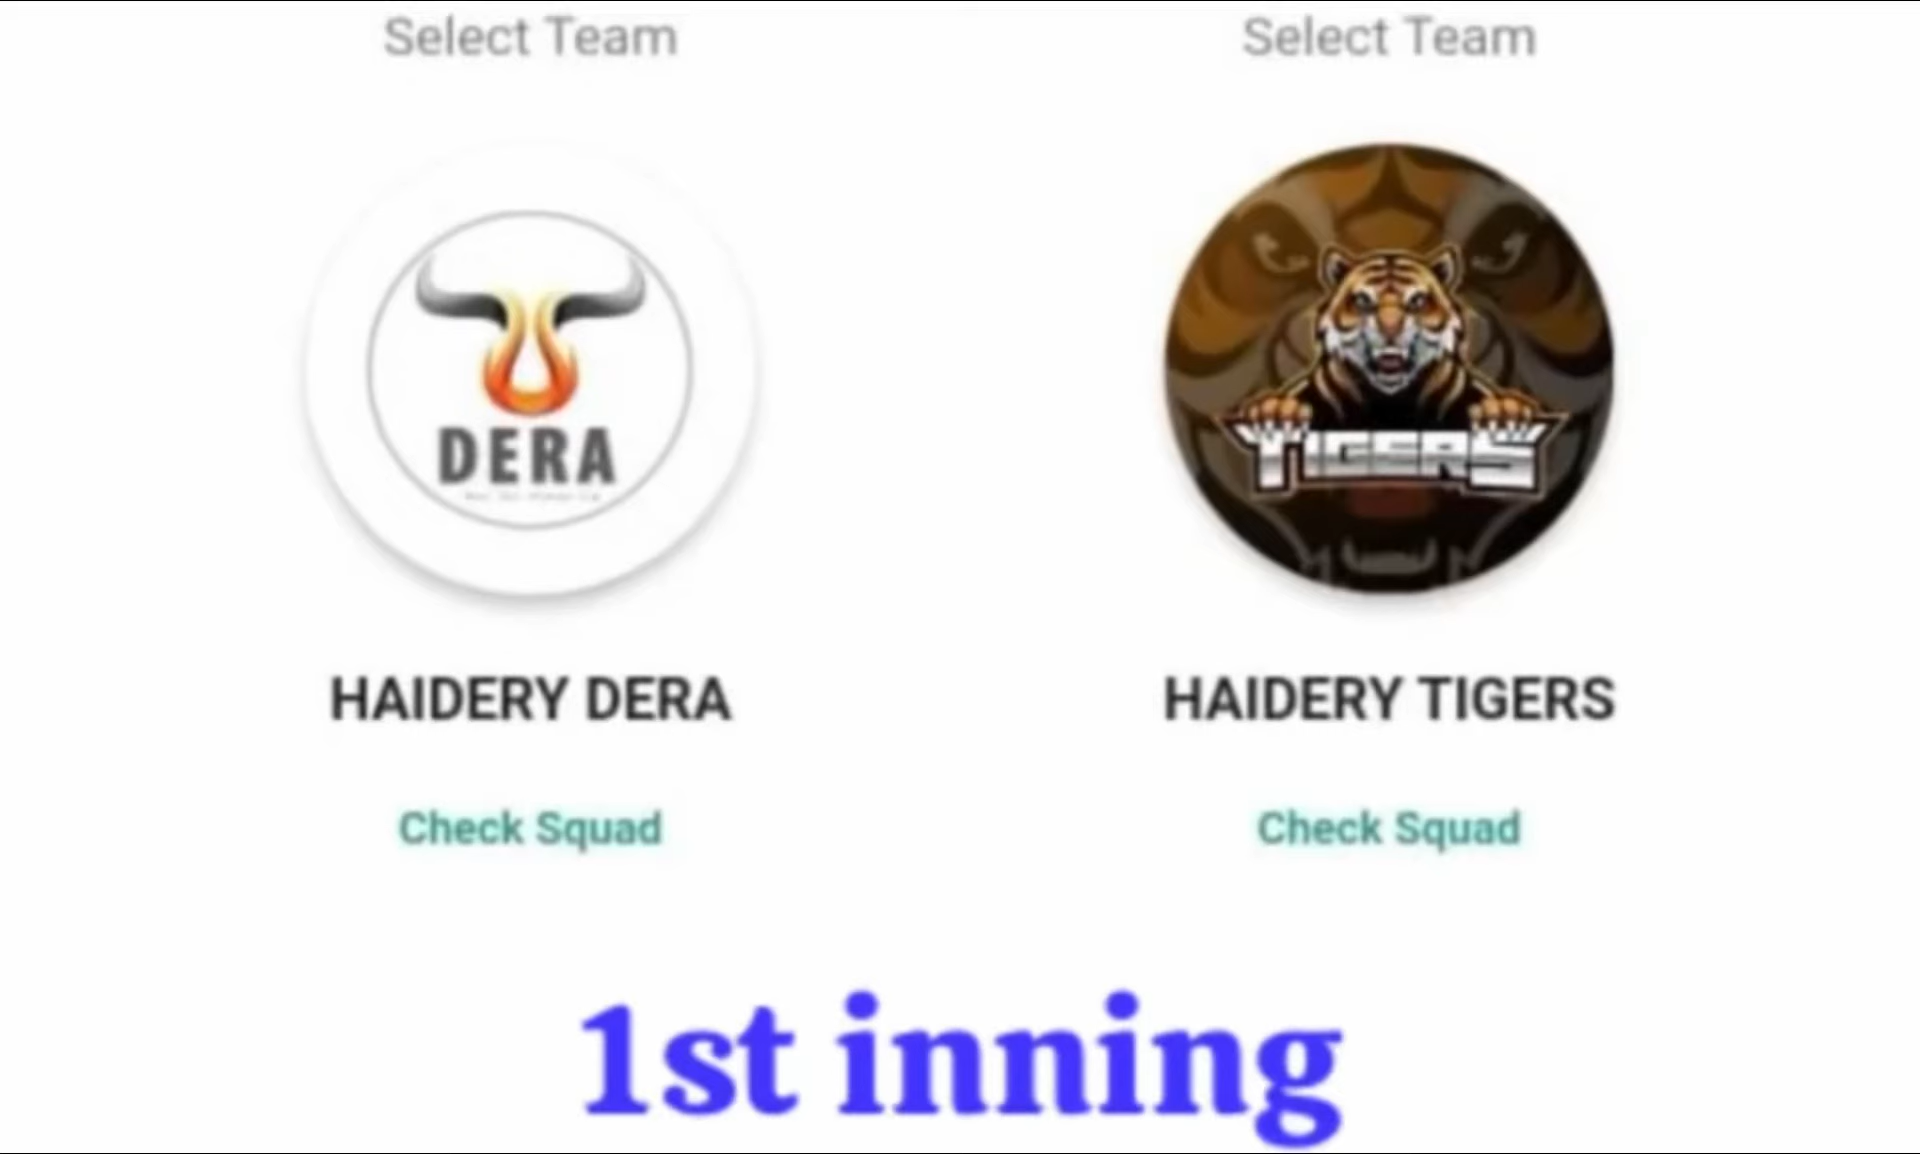 Select Team
Select Team
DERA
TIGERS
HAIDERY DERA
HAIDERY TIGERS
Check Squad
Check Squad
1st inning